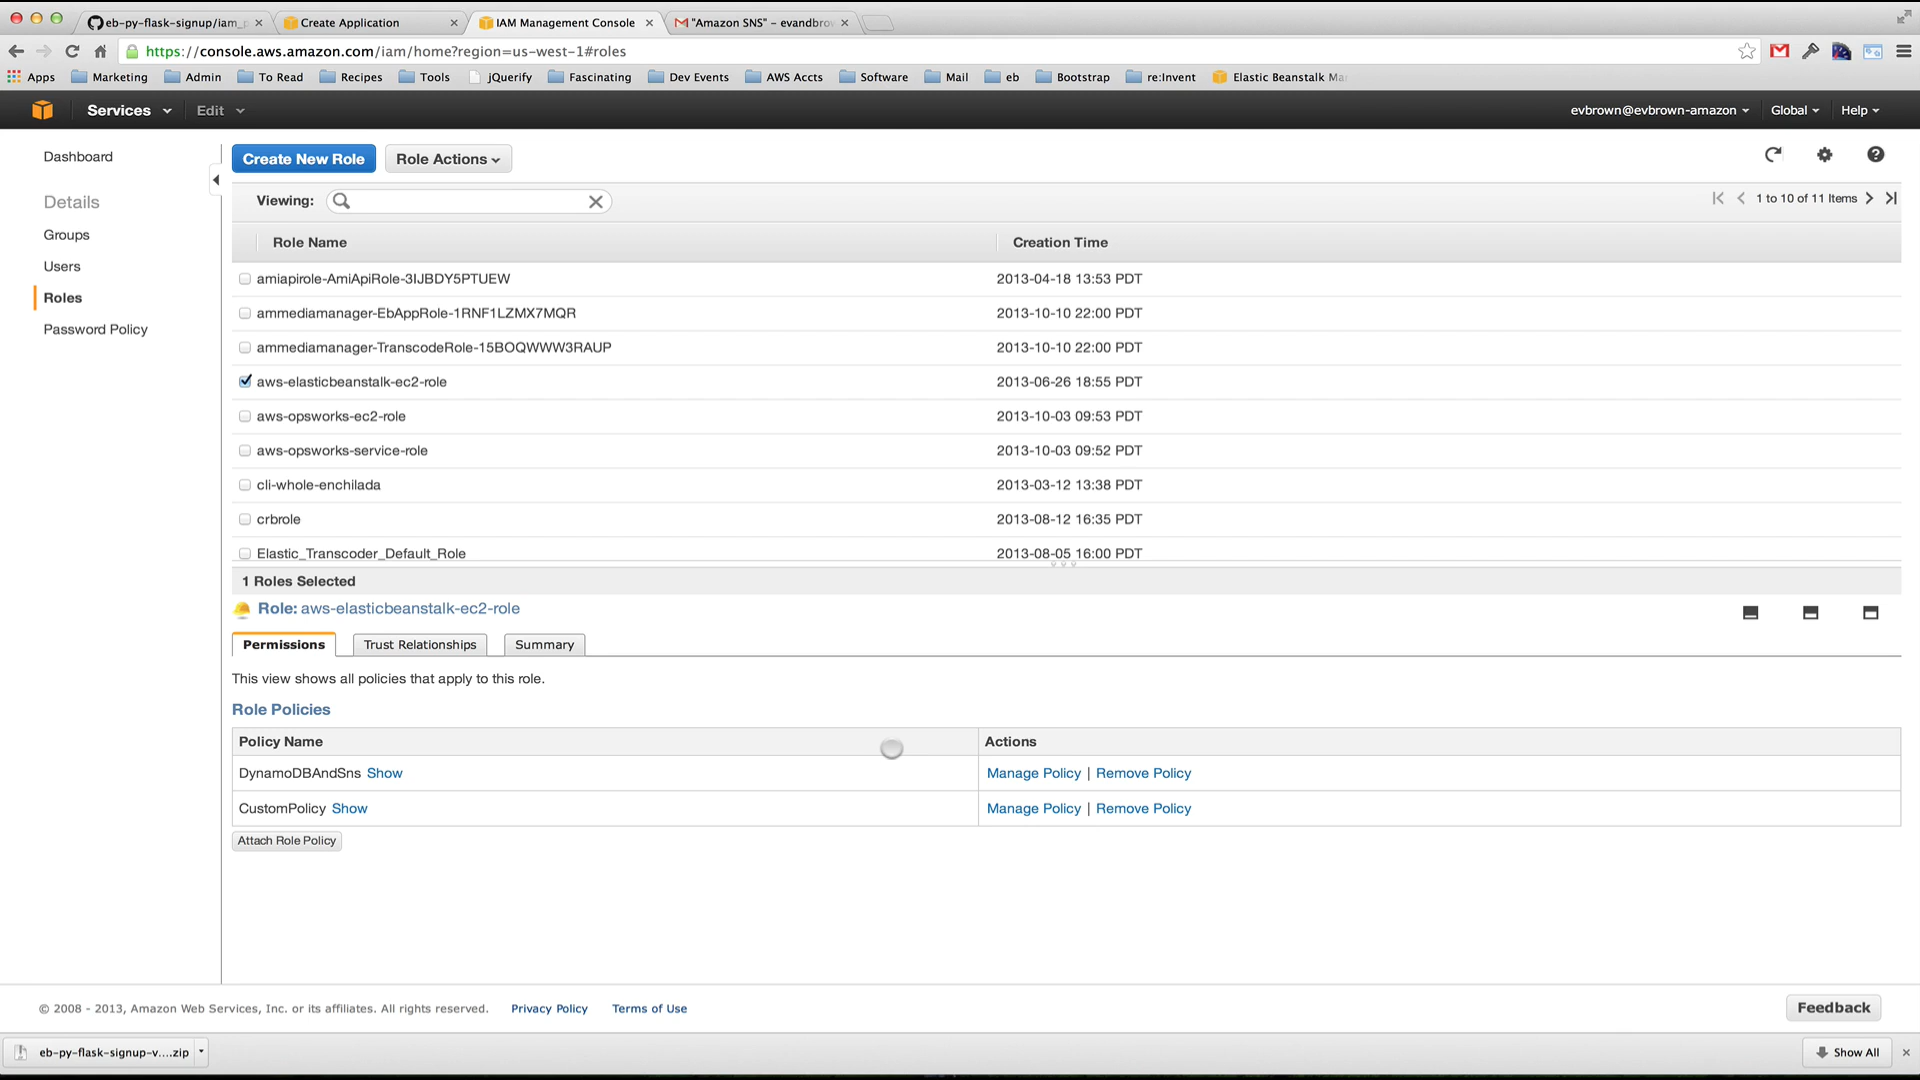 eb-py-flask-signup/iam_p
Create Application
IAM Management Console
"Amazon SNS" – evandbrow
https://console.aws.amazon.com/iam/home?region=us-west-1#roles
Apps Marketing Admin To Read Recipes Tools jQuerify Fascinating Dev Events AWS Accts Software Mail eb Bootstrap re:Invent Elastic Beanstalk Ma
Services Edit evbrown@evbrown-amazon Global Help
Dashboard
Details
Groups
Users
Roles
Password Policy
Create New Role Role Actions
Viewing: 1 to 10 of 11 Items
Role Name Creation Time
amiapirole-AmiApiRole-3IJBDY5PTUEW 2013-04-18 13:53 PDT
ammediamanager-EbAppRole-1RNF1LZMX7MQR 2013-10-10 22:00 PDT
ammediamanager-TranscodeRole-15BOQWWW3RAUP 2013-10-10 22:00 PDT
aws-elasticbeanstalk-ec2-role 2013-06-26 18:55 PDT
aws-opsworks-ec2-role 2013-10-03 09:53 PDT
aws-opsworks-service-role 2013-10-03 09:52 PDT
cli-whole-enchilada 2013-03-12 13:38 PDT
crbrole 2013-08-12 16:35 PDT
Elastic_Transcoder_Default_Role 2013-08-05 16:00 PDT
1 Roles Selected
Role: aws-elasticbeanstalk-ec2-role
Permissions Trust Relationships Summary
This view shows all policies that apply to this role.
Role Policies
Policy Name Actions
DynamoDBAndSns Show Manage Policy | Remove Policy
CustomPolicy Show Manage Policy | Remove Policy
Attach Role Policy
© 2008 - 2013, Amazon Web Services, Inc. or its affiliates. All rights reserved. Privacy Policy Terms of Use Feedback
eb-py-flask-signup-v....zip Show All